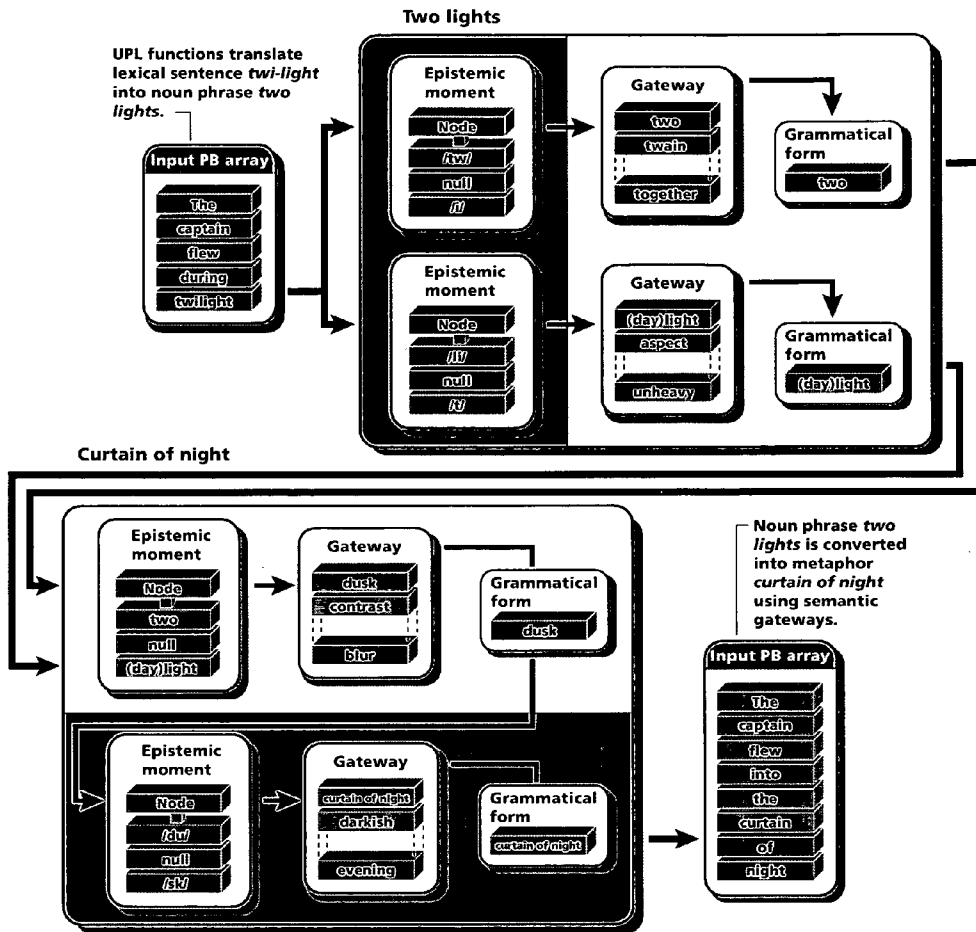 Two lights
UPL functions translate
lexical sentence twi-light
into noun phrase two
lights.
Input PB array
The
captain
flew
during
twilight
Epistemic
moment
Node
/tw/
null
/i/
Gateway
two
twain
together
Grammatical
form
two
Epistemic
moment
Node
/li/
null
/t/
Gateway
(day)light
aspect
unheavy
Grammatical
form
(day)light
Curtain of night
Epistemic
moment
Node
two
null
(day)light
Gateway
dusk
contrast
blur
Grammatical
form
dusk
Epistemic
moment
Node
/du/
null
/sk/
Gateway
curtain of night
darkish
evening
Grammatical
form
curtain of night
Noun phrase two
lights is converted
into metaphor
curtain of night
using semantic
gateways.
Input PB array
The
captain
flew
into
the
curtain
of
night